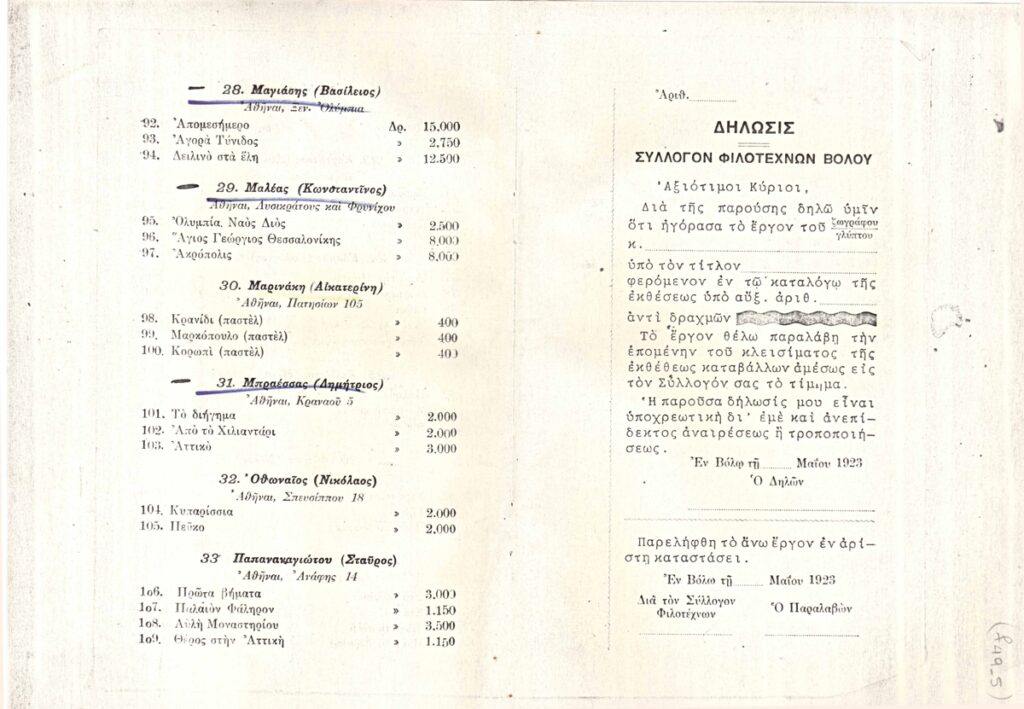 28. Μαγιάσης (Βασίλειος)
Ἀθῆναι, Ξεν. Ὀλύμπια
92. Ἀπομεσήμερο Δρ. 15.000
93. Ἀγορὰ Τύνιδος » 2.750
94. Δειλινὸ στὰ ἕλη » 12.500
29. Μαλέας (Κωνσταντῖνος)
Ἀθῆναι, Λυσικράτους καὶ Φρυνίχου
95. Ὀλυμπία, Ναὸς Διὸς » 2.500
96. Ἅγιος Γεώργιος Θεσσαλονίκης » 8.000
97. Ἀκρόπολις » 8.000
30. Μαρινάκη (Αἰκατερίνη)
Ἀθῆναι, Πατησίων 105
98. Κρανίδι (παστὲλ) » 400
99. Μαρκόπουλο (παστὲλ) » 400
100. Κορωπὶ (παστὲλ) » 400
31. Μπραέσσας (Δημήτριος)
Ἀθῆναι, Κραναοῦ 5
101. Τὸ διήγημα » 2.000
102. Ἀπὸ τὸ Χιλιαντάρι » 2.000
103. Ἀττικὸ » 3.000
32. Ὀθωναῖος (Νικόλαος)
Ἀθῆναι, Σπευσίππου 18
104. Κυπαρίσσια » 2.000
105. Πεῦκο » 2.000
33 Παπαναναγιώτου (Σταῦρος)
Ἀθῆναι, Ἀνάφης 14
106. Πρῶτα βήματα » 3.000
107. Παλαιὸν Φάληρον » 1.150
108. Αὐλὴ Μοναστηρίου » 3.500
109. Θέρος στὴν Ἀττικὴ » 1.150
Ἀριθ.
ΔΗΛΩΣΙΣ
ΣΥΛΛΟΓΟΝ ΦΙΛΟΤΕΧΝΩΝ ΒΟΛΟΥ
Ἀξιότιμοι Κύριοι,
Διὰ τῆς παρούσης δηλῶ ὑμῖν
ὅτι ἠγόρασα τὸ ἔργον τοῦ ζωγράφου
γλύπτου
κ.
ὑπὸ τὸν τίτλον
φερόμενον ἐν τῷ καταλόγῳ τῆς
ἐκθέσεως ὑπὸ αὔξ. ἀριθ.
ἀντὶ δραχμῶν
Τὸ ἔργον θέλω παραλάβη τὴν
ἑπομένην τοῦ κλεισίματος τῆς
ἐκθέθεως καταβάλλων ἀμέσως εἰς
τὸν Σύλλογόν σας τὸ τίμημα.
Ἡ παροῦσα δήλωσίς μου εἶναι
ὑποχρεωτικὴ δι' ἐμὲ καὶ ἀνεπί-
δεκτος ἀναιρέσεως ἢ τροποποιή-
σεως.
Ἐν Βόλῳ τῇ Μαΐου 1923
Ὁ Δηλῶν
Παρελήφθη τὸ ἄνω ἔργον ἐν ἀρί-
στη καταστάσει.
Ἐν Βόλῳ τῇ Μαΐου 1923
Διὰ τὸν Σύλλογον
Φιλοτέχνων
Ὁ Παραλαβὼν